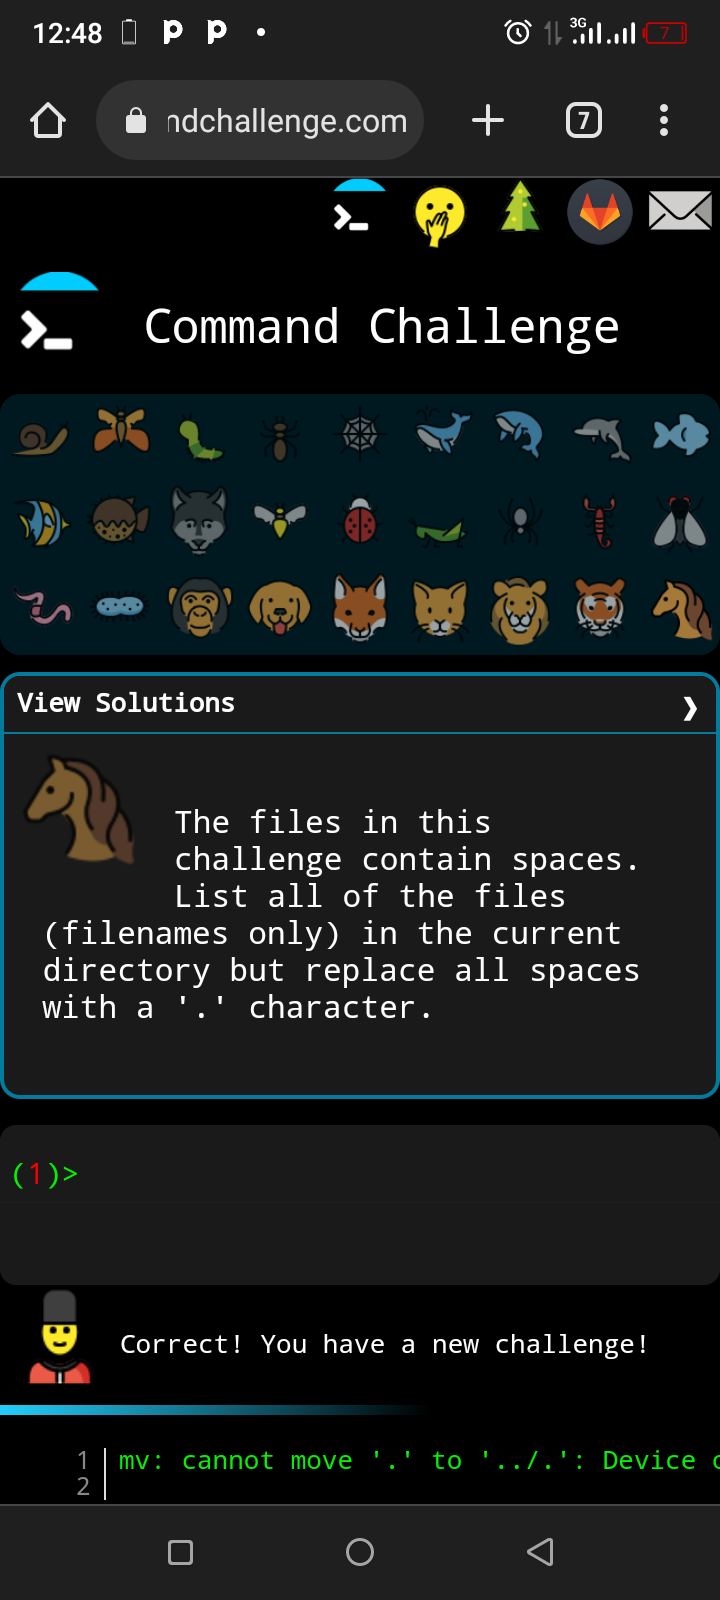 12:48
3G
7
ndchallenge.com
7
Command Challenge
View Solutions
The files in this
challenge contain spaces.
List all of the files
(filenames only) in the current
directory but replace all spaces
with a '.' character.
(1)>
Correct! You have a new challenge!
1 mv: cannot move '.' to '../.': Device
2